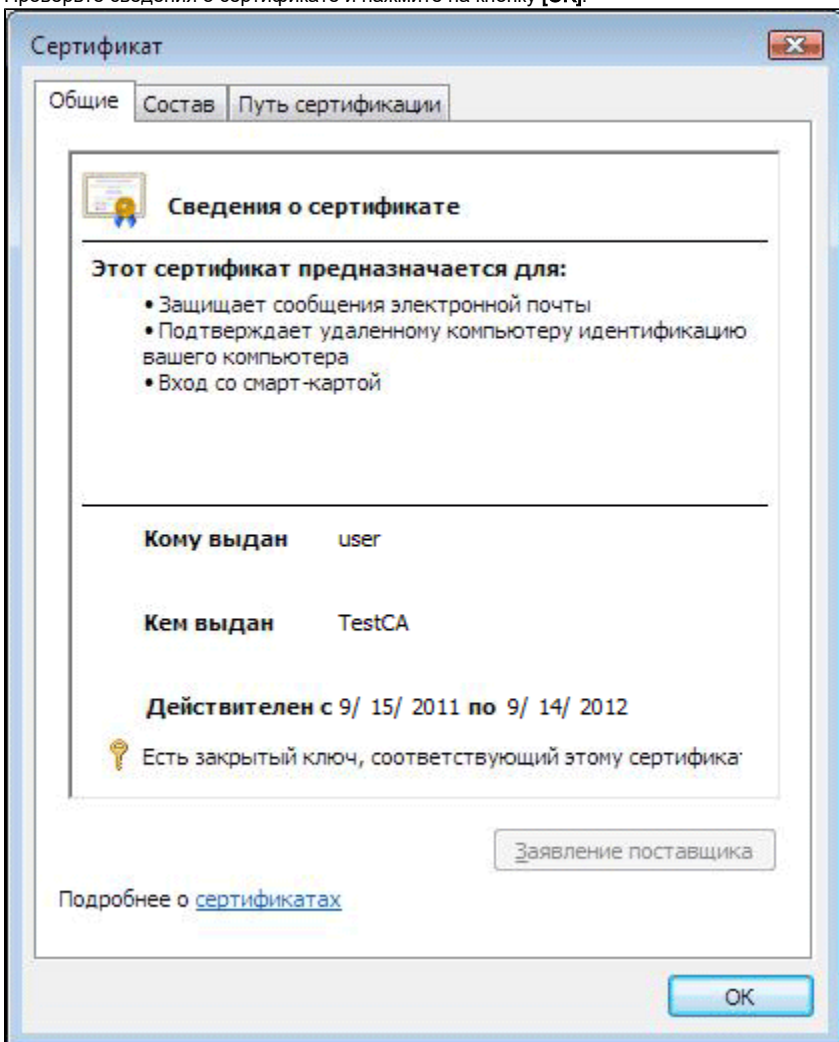 Проверьте сведения о сертификате и нажмите на кнопку [ОК].
Сертификат
Общие Состав Путь сертификации
Сведения о сертификате
Этот сертификат предназначается для:
• Защищает сообщения электронной почты
• Подтверждает удаленному компьютеру идентификацию
вашего компьютера
• Вход со смарт-картой
Кому выдан user
Кем выдан TestCA
Действителен с 9/ 15/ 2011 по 9/ 14/ 2012
Есть закрытый ключ, соответствующий этому сертифика
Заявление поставщика
Подробнее о сертификатах
ОК